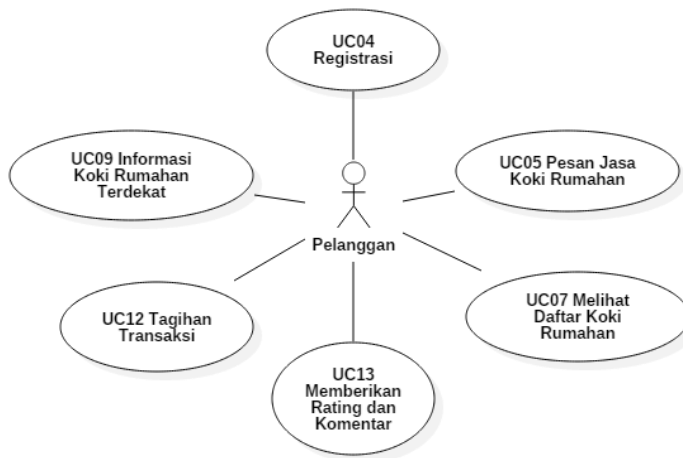 UC04
Registrasi
UC09 Informasi
Koki Rumahan
Terdekat
UC05 Pesan Jasa
Koki Rumahan
Pelanggan
UC12 Tagihan
Transaksi
UC07 Melihat
Daftar Koki
Rumahan
UC13
Memberikan
Rating dan
Komentar